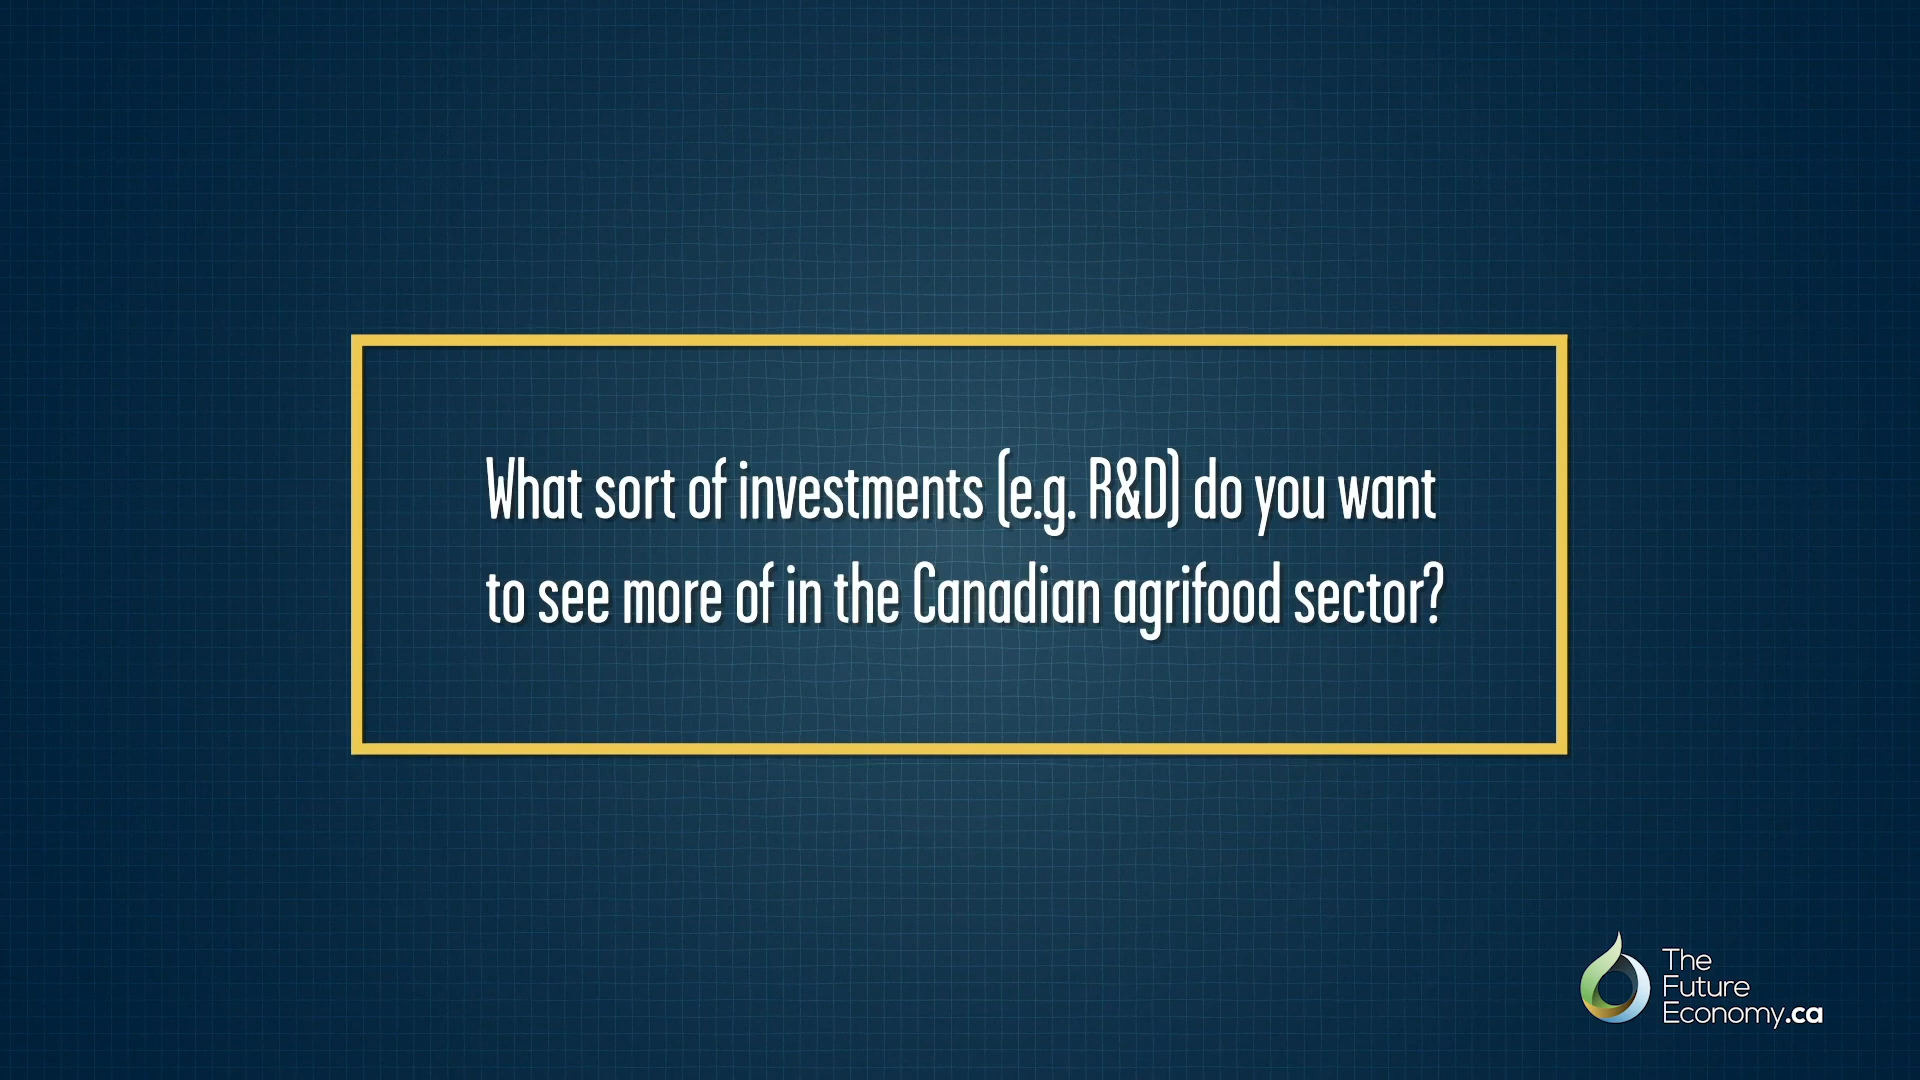 What sort of investments (e.g. R&D) do you want
to see more of in the Canadian agrifood sector?
The
Future
Economy.ca